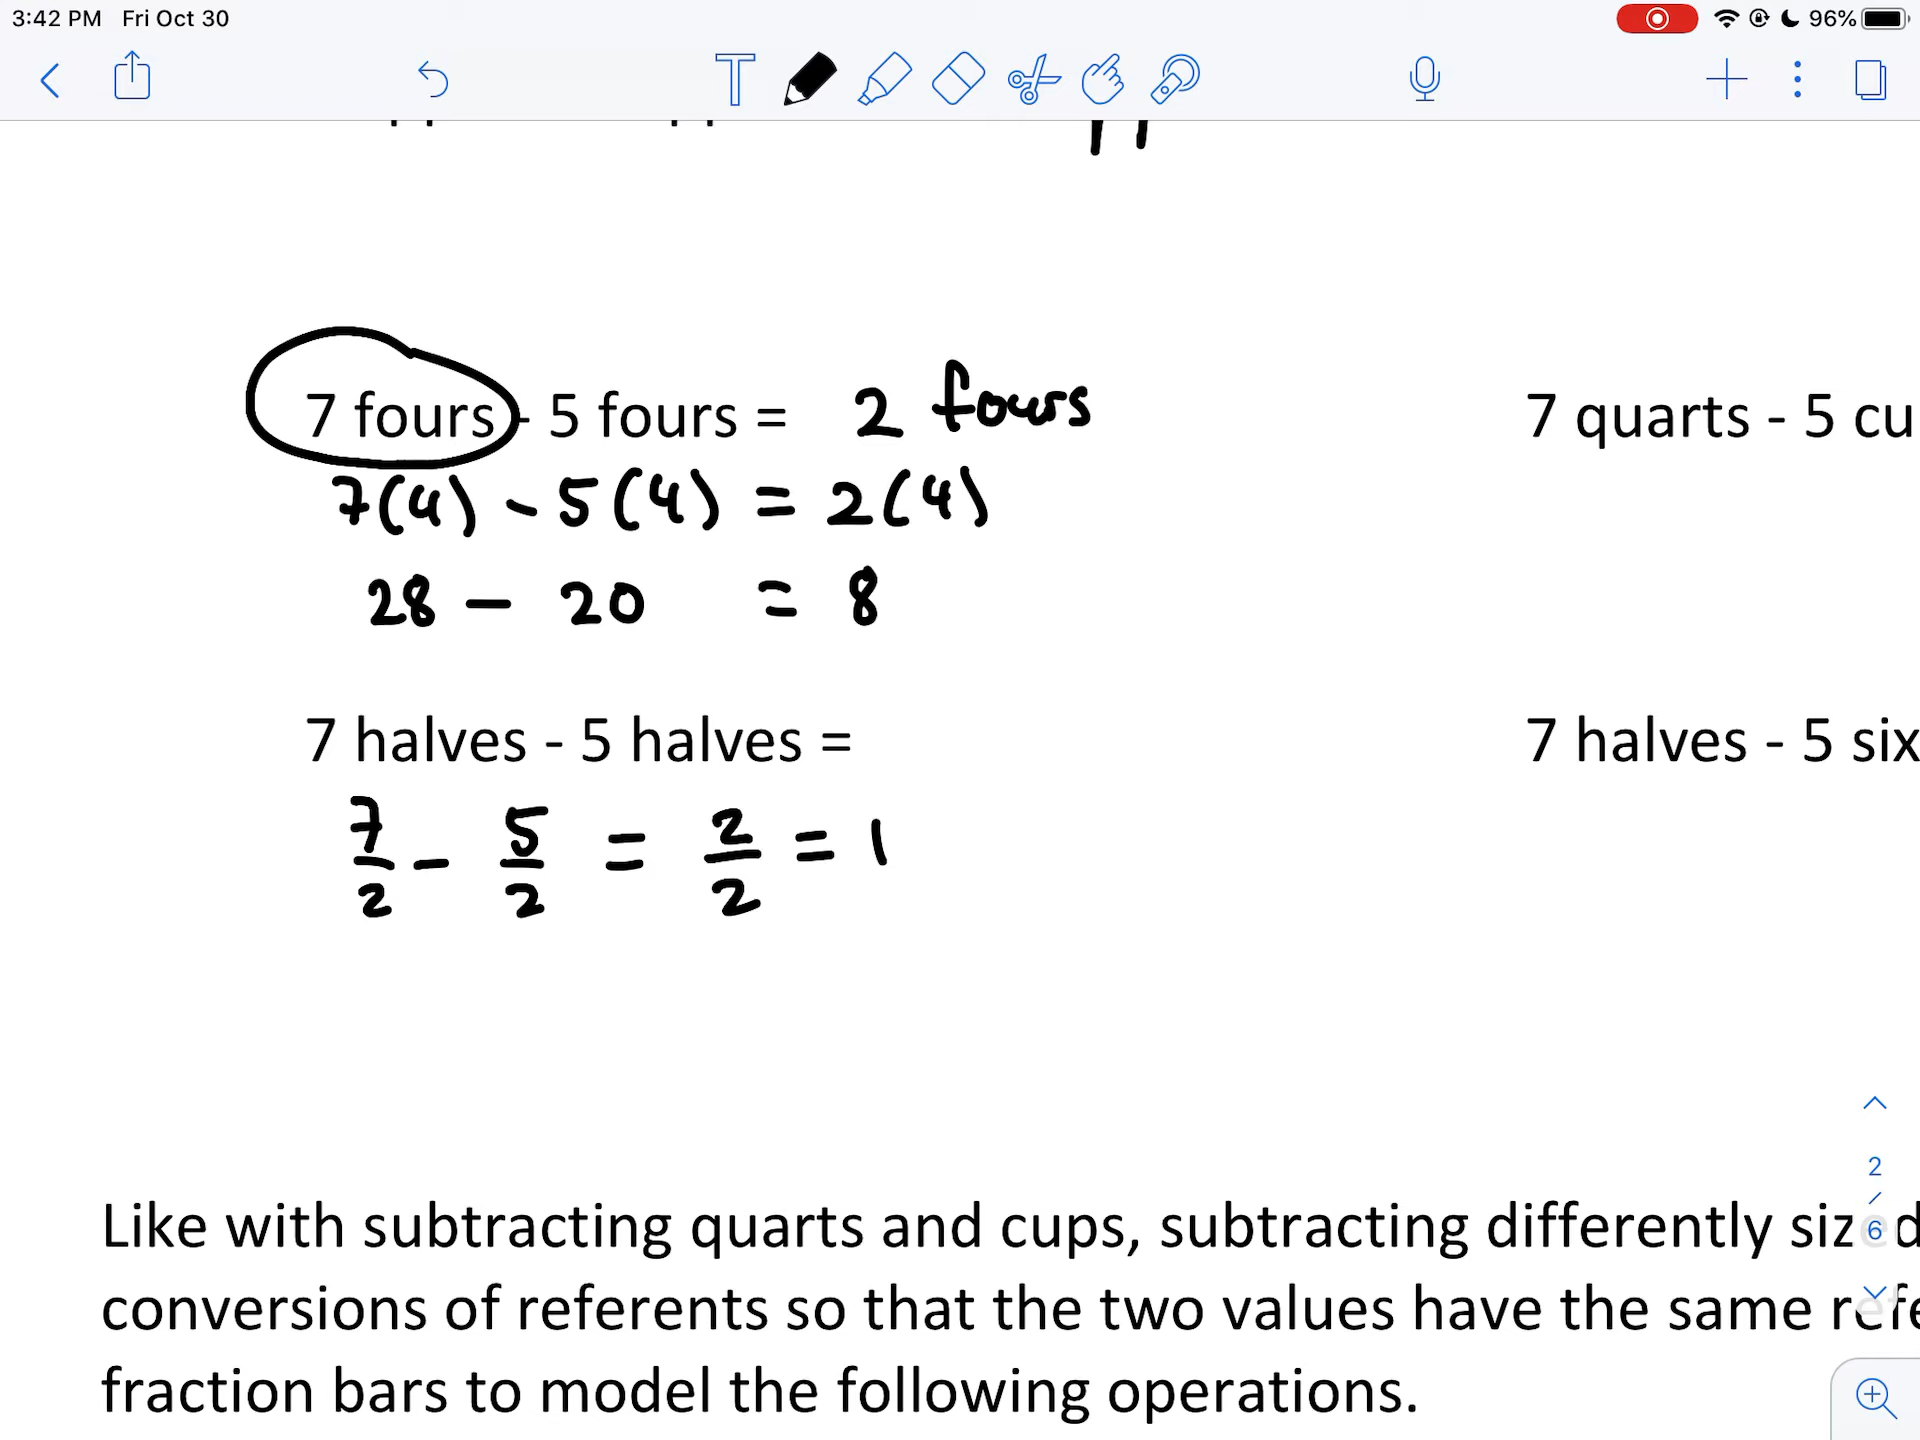 3:42 PM Fri Oct 30 96%
7 fours - 5 fours = 2 fours
7 quarts - 5 cu
7(4) - 5(4) = 2(4)
28 - 20 = 8
7 halves - 5 halves =
7 halves - 5 six
7/2 - 5/2 = 2/2 = 1
2/6
Like with subtracting quarts and cups, subtracting differently sized
conversions of referents so that the two values have the same refe
fraction bars to model the following operations.